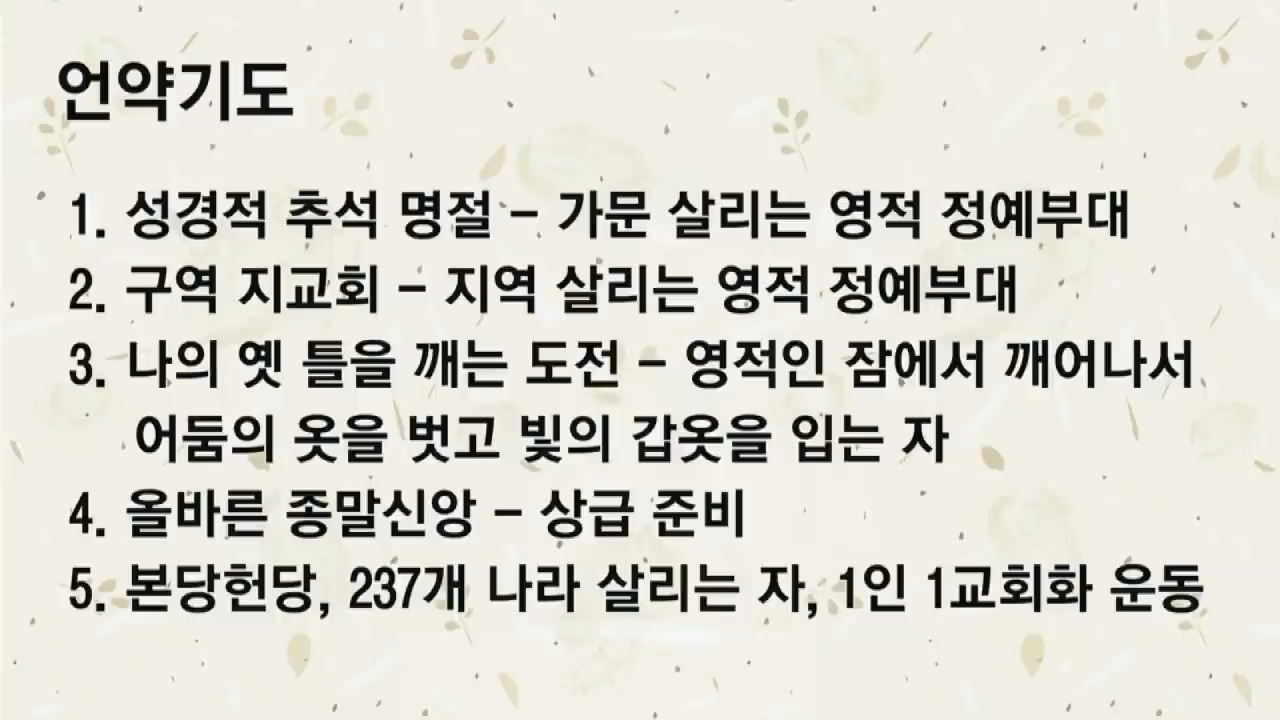 언약기도
1. 성경적 추석 명절 - 가문 살리는 영적 정예부대
2. 구역 지교회 - 지역 살리는 영적 정예부대
3. 나의 옛 틀을 깨는 도전 - 영적인 잠에서 깨어나서
어둠의 옷을 벗고 빛의 갑옷을 입는 자
4. 올바른 종말신앙 - 상급 준비
5. 본당헌당, 237개 나라 살리는 자, 1인 1교회화 운동